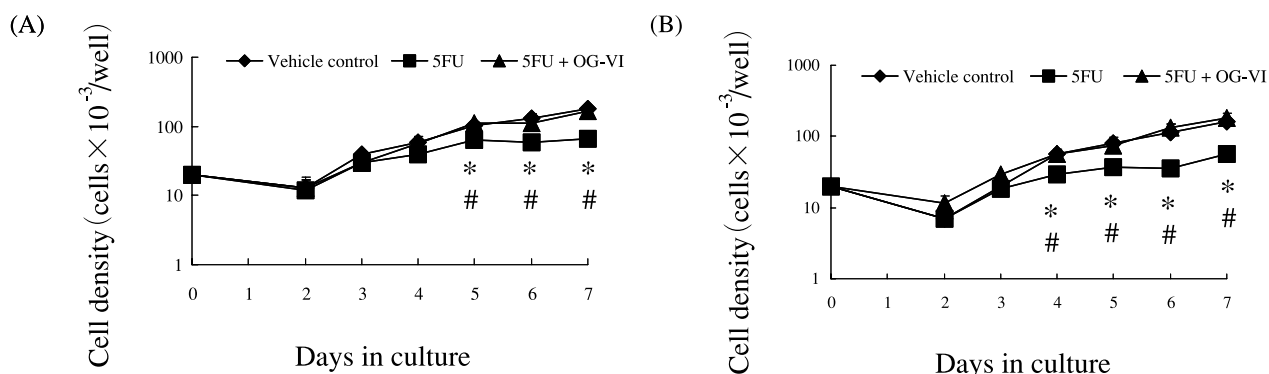 (A)
Cell density (cells × 10⁻³/well)
1000
100
10
1
Vehicle control 5FU 5FU + OG-VI
* * *
# # #
0 1 2 3 4 5 6 7
Days in culture
(B)
Cell density (cells × 10⁻³/well)
1000
100
10
1
Vehicle control 5FU 5FU + OG-VI
* * * *
# # # #
0 1 2 3 4 5 6 7
Days in culture